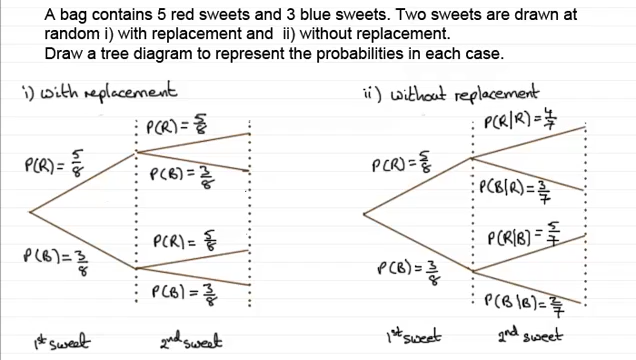 A bag contains 5 red sweets and 3 blue sweets. Two sweets are drawn at
random i) with replacement and ii) without replacement.
Draw a tree diagram to represent the probabilities in each case.
i) with replacement
P(R) = 5/8
P(B) = 3/8
P(R) = 5/8
P(B) = 3/8
P(R) = 5/8
P(B) = 3/8
1st sweet
2nd sweet
ii) without replacement
P(R) = 5/8
P(B) = 3/8
P(R|R) = 4/7
P(B|R) = 3/7
P(R|B) = 5/7
P(B|B) = 2/7
1st sweet
2nd sweet